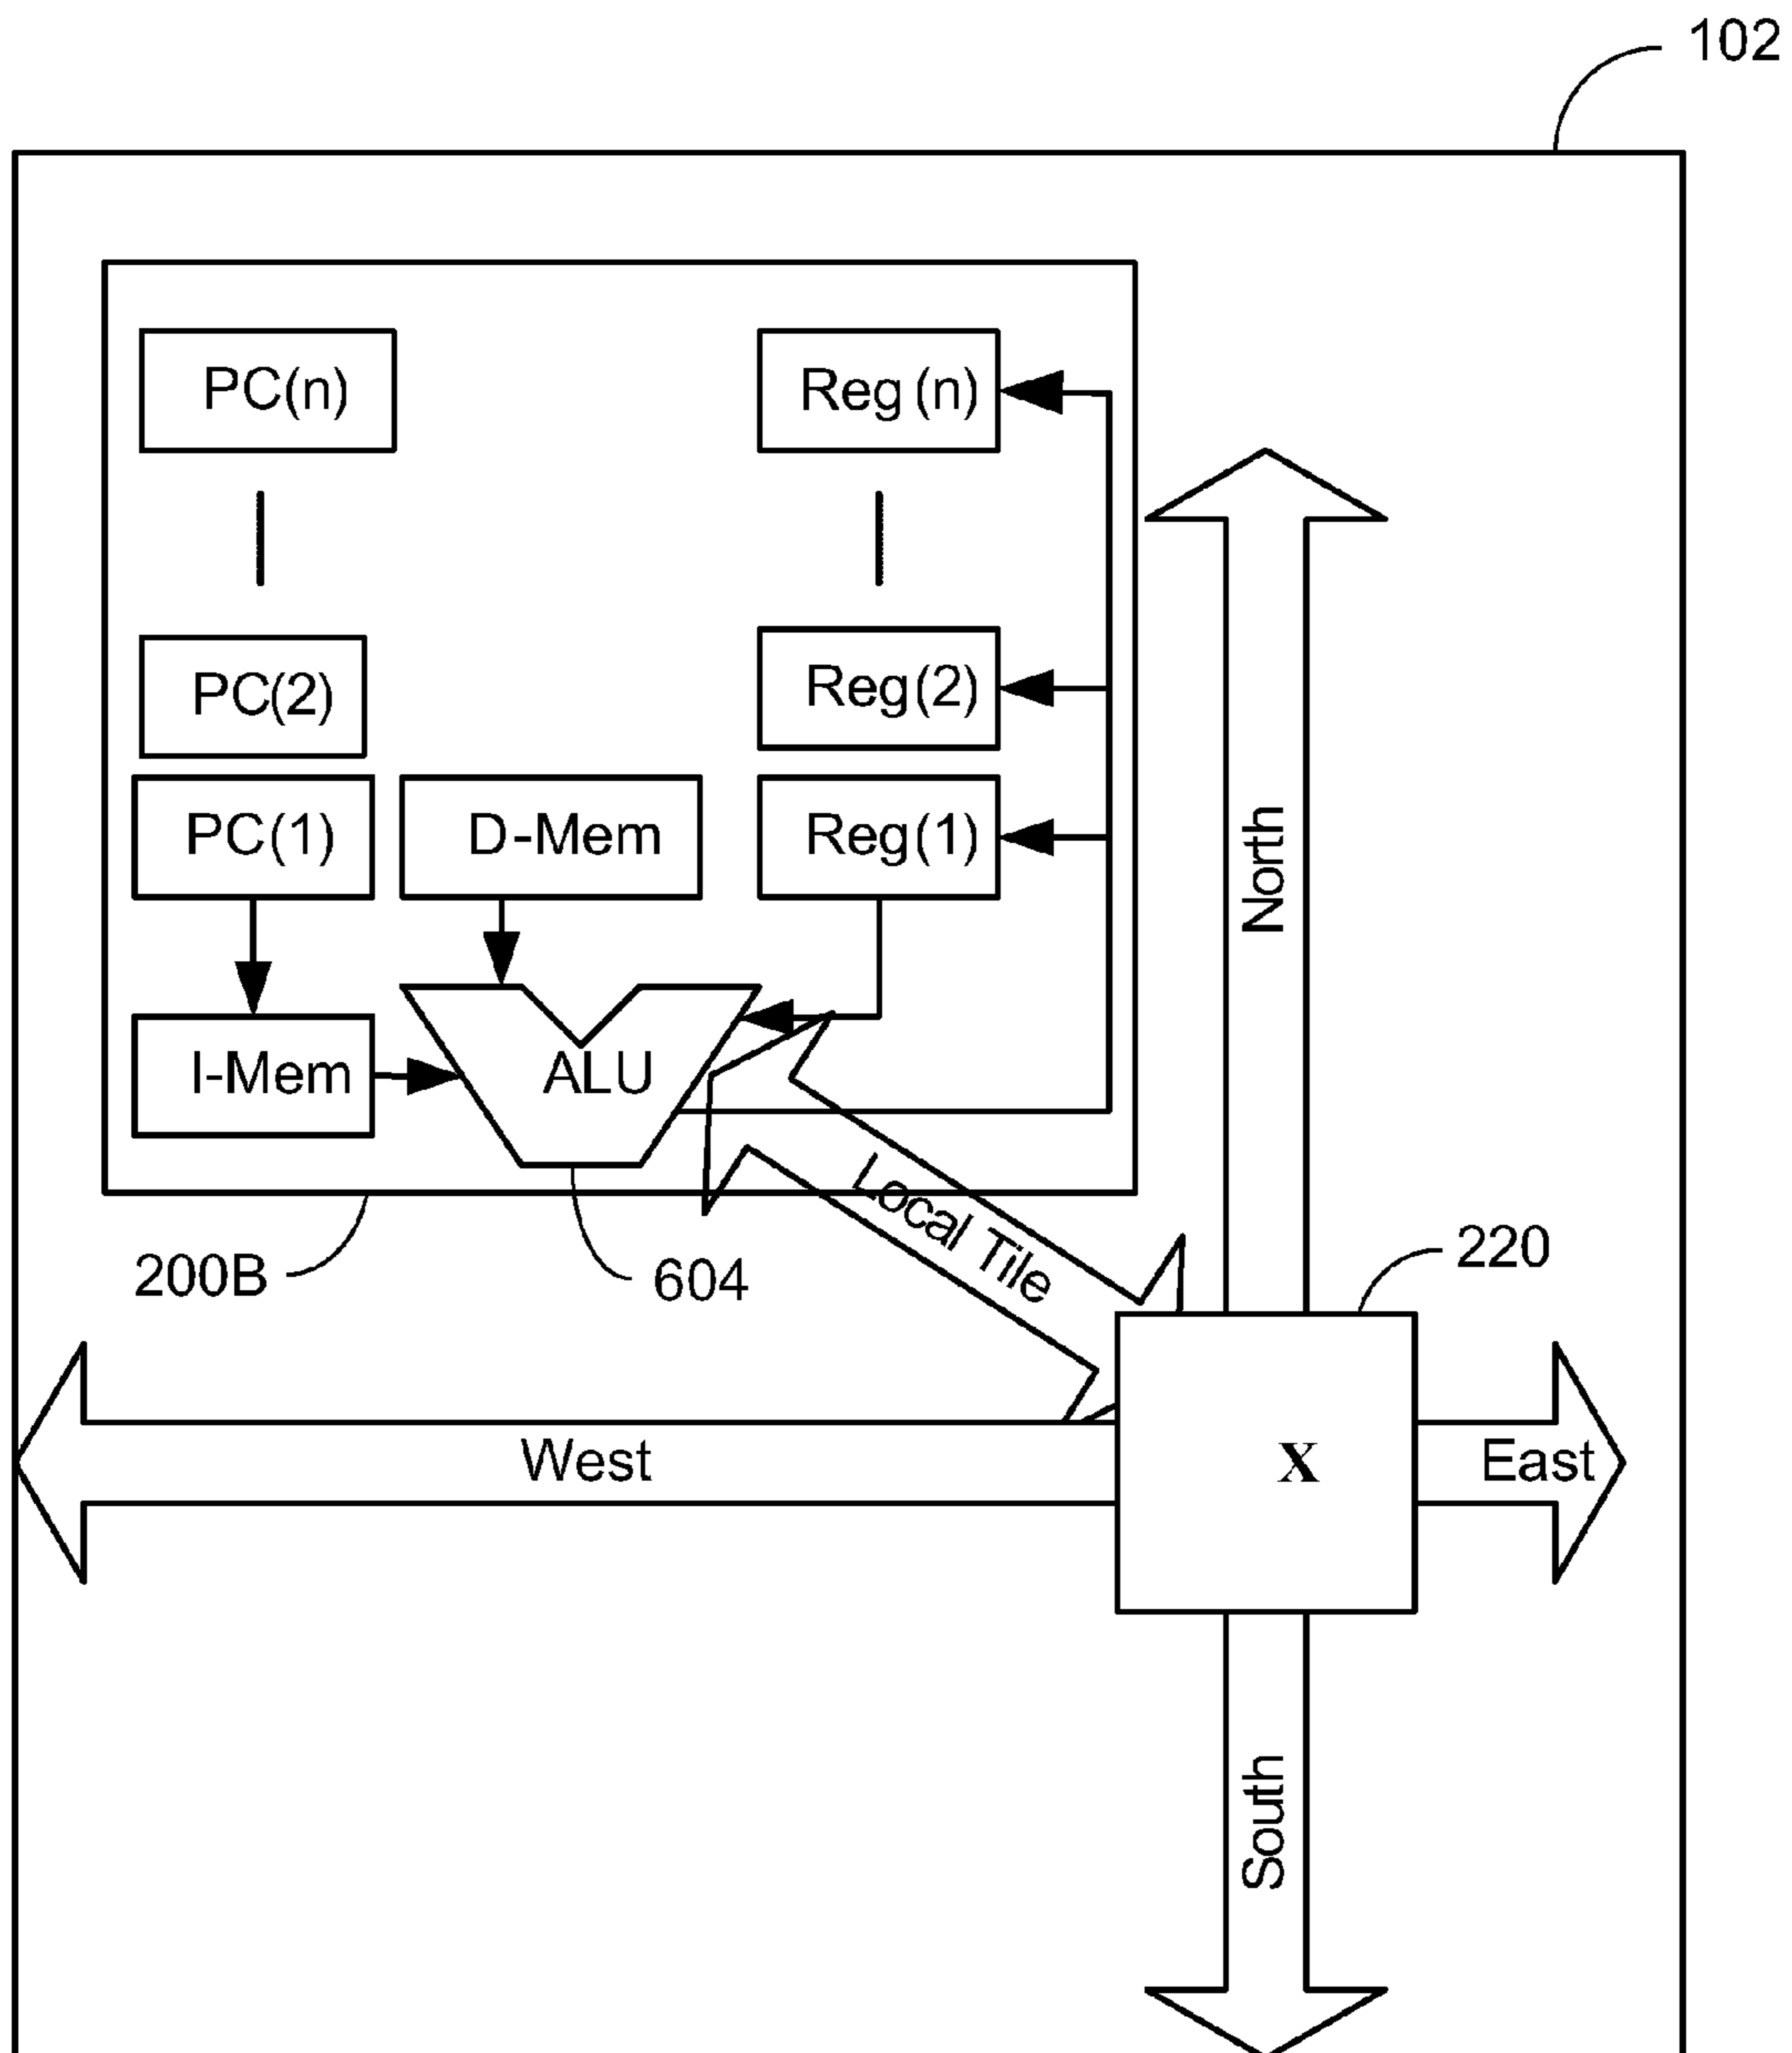 102
PC(n)
Reg(n)
PC(2)
Reg(2)
PC(1)
D-Mem
Reg(1)
North
I-Mem
ALU
Local Tile
200B
604
220
West
X
East
South